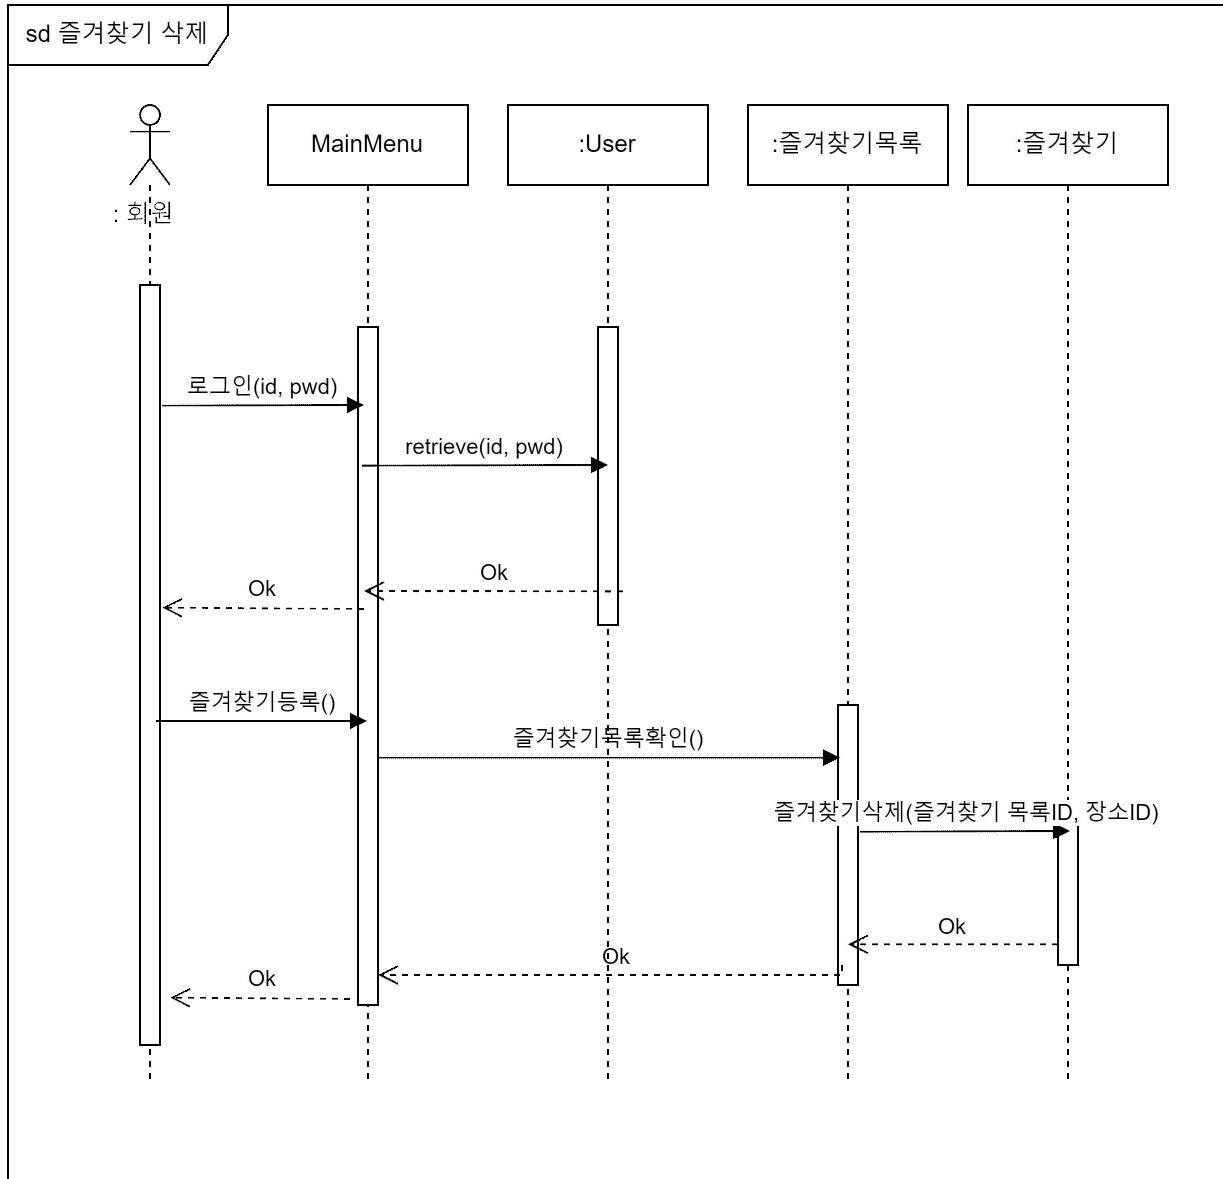 sd 즐겨찾기 삭제
: 회원
MainMenu
:User
:즐겨찾기목록
:즐겨찾기
로그인(id, pwd)
retrieve(id, pwd)
Ok
Ok
즐겨찾기등록()
즐겨찾기목록확인()
즐겨찾기삭제(즐겨찾기 목록ID, 장소ID)
Ok
Ok
Ok